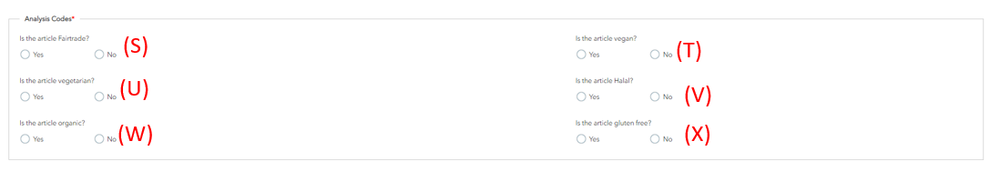 Analysis Codes*
Is the article Fairtrade? Is the article vegan?
Yes No (S) Yes No (T)
Is the article vegetarian? Is the article Halal?
Yes No (U) Yes No (V)
Is the article organic? Is the article gluten free?
Yes No (W) Yes No (X)